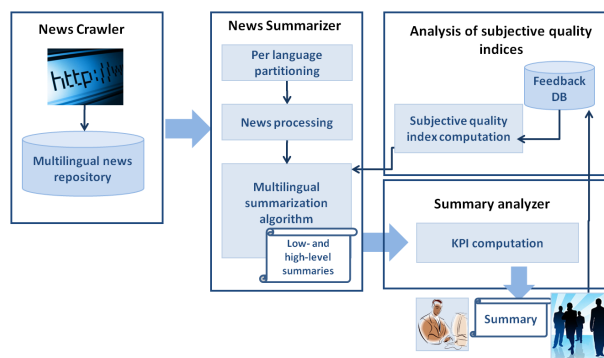 News Crawler
http://w
Multilingual news
repository
News Summarizer
Per language
partitioning
News processing
Multilingual
summarization
algorithm
Low- and
high-level
summaries
Analysis of subjective quality
indices
Feedback
DB
Subjective quality
index computation
Summary analyzer
KPI computation
Summary